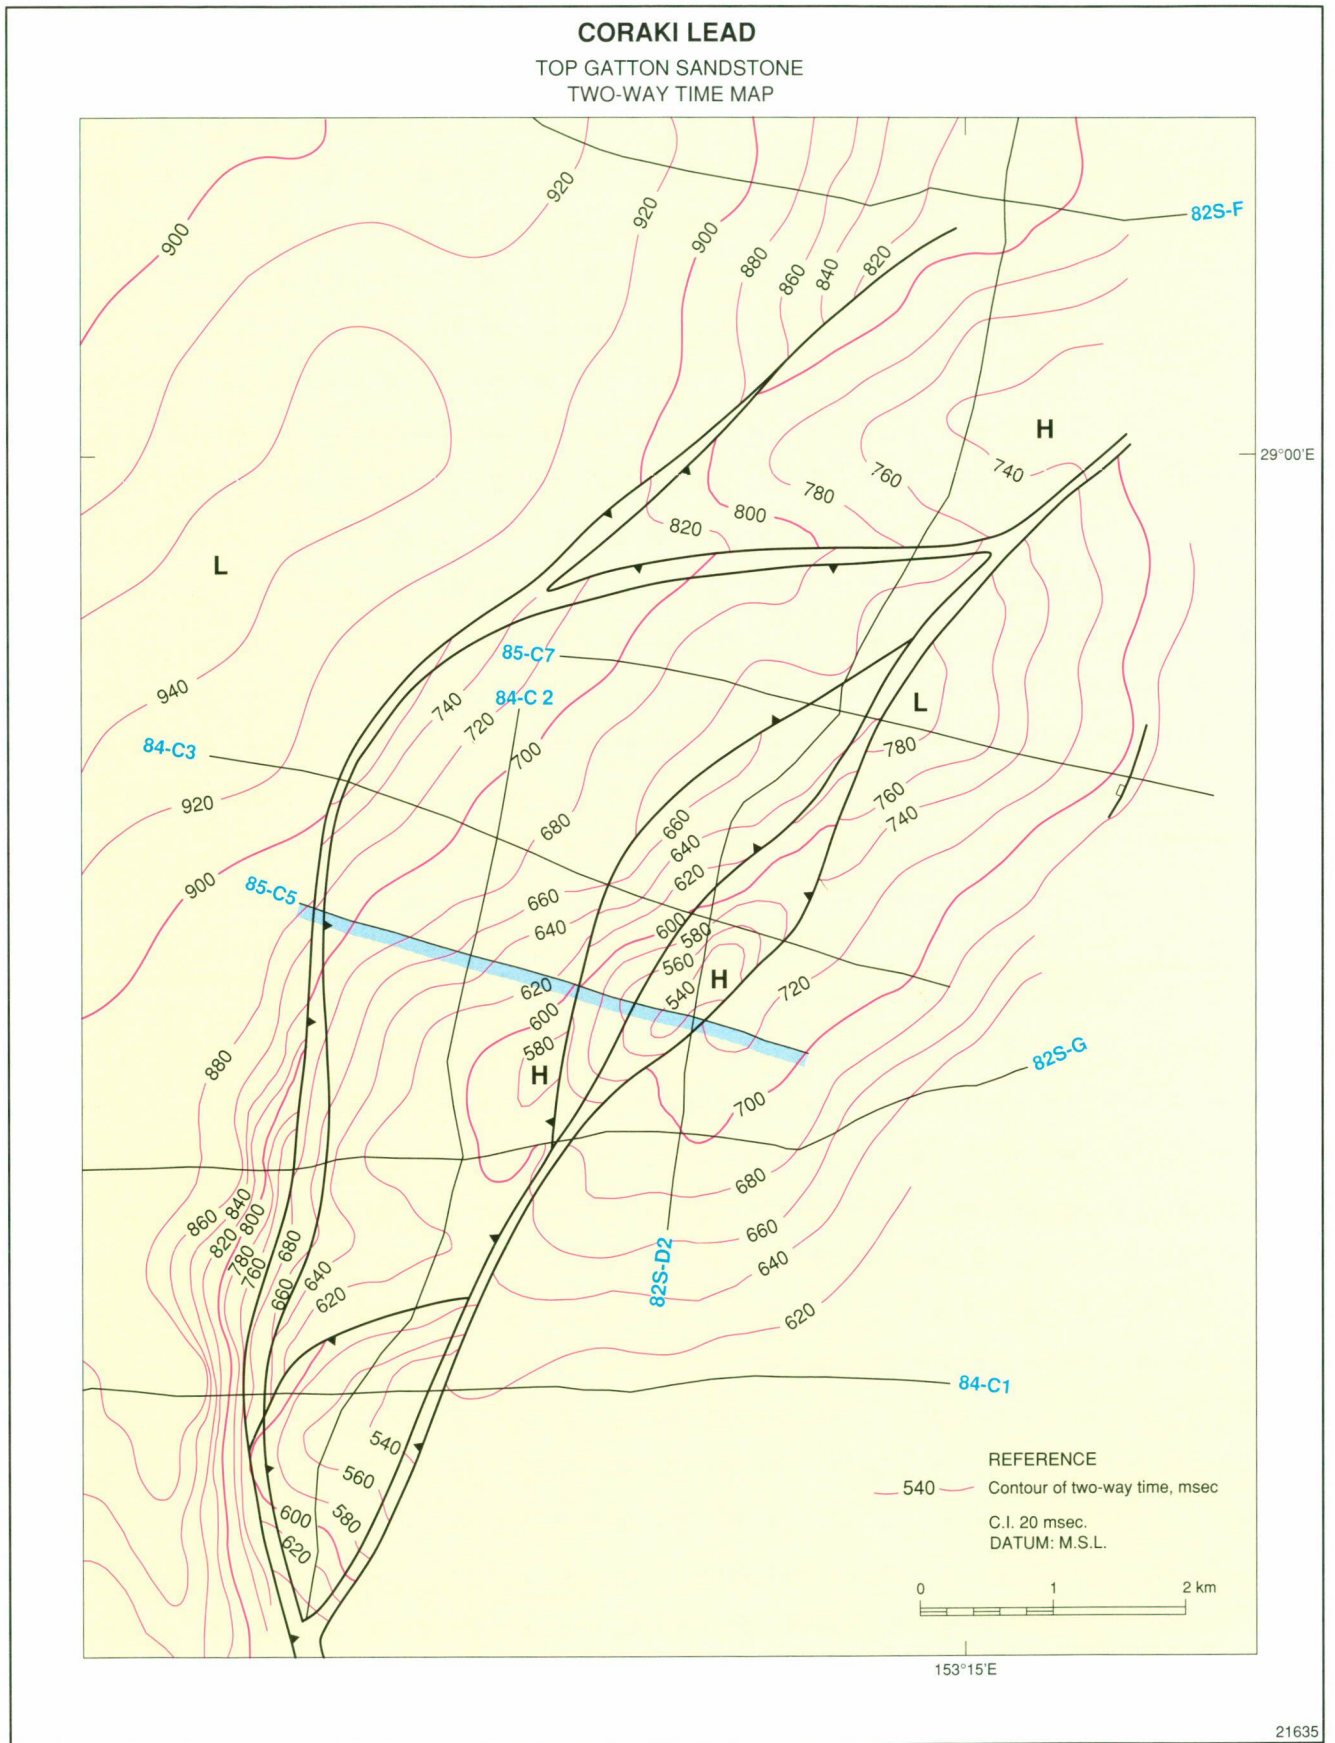 CORAKI LEAD
TOP GATTON SANDSTONE
TWO-WAY TIME MAP
920
920
82S-F
900
900
880
860
840
820
H
29°00'E
740
760
780
800
820
L
85-C7
84-C 2
940
740
720
700
L
780
84-C3
920
760
740
680
660
640
620
900
85-C5
660
640
600
580
560
540
H
720
620
600
580
H
880
82S-G
700
680
860
840
820
800
780
760
680
660
640
620
660
640
82S-D2
620
84-C1
540
560
580
600
620
REFERENCE
540 Contour of two-way time, msec
C.I. 20 msec.
DATUM: M.S.L.
0 1 2 km
153°15'E
21635